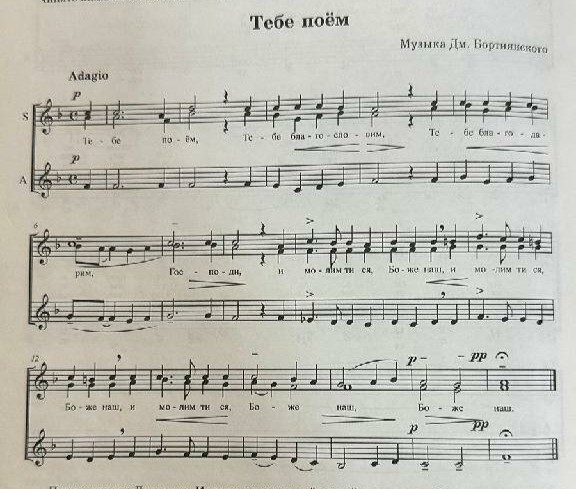 Тебе поём
Музыка Дм. Бортнянского
Adagio
p
S
Те - бе по - ём, Те - бе бла - го - сло - вим, Те - бе бла - го - да -
p
A
6
рим, Гос - по - ди, и мо - лим ти ся, Бо - же наш, и мо - лим ти ся,
12
p pp
Бо - же наш, и мо - лим ти ся, Бо - же наш, Бо - же наш.
p pp